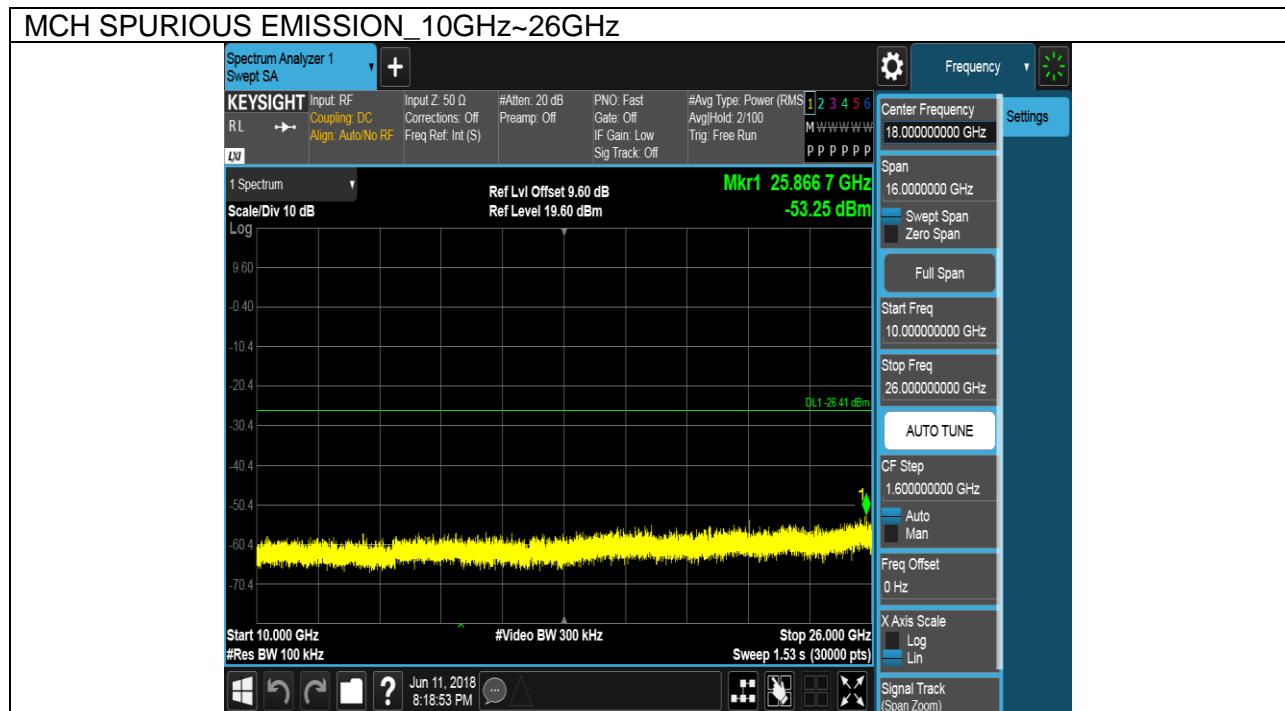 MCH SPURIOUS EMISSION_10GHz~26GHz
Spectrum Analyzer 1
Swept SA
+
Frequency
KEYSIGHT
RL
LXI
Input: RF
Coupling: DC
Align: Auto/No RF
Input Z: 50 Ω
Corrections: Off
Freq Ref: Int (S)
#Atten: 20 dB
Preamp: Off
PNO: Fast
Gate: Off
IF Gain: Low
Sig Track: Off
#Avg Type: Power (RMS
Avg|Hold: 2/100
Trig: Free Run
1 2 3 4 5 6
M W W W W W
P P P P P P
1 Spectrum
Scale/Div 10 dB
Log
Ref Lvl Offset 9.60 dB
Ref Level 19.60 dBm
Mkr1 25.866 7 GHz
-53.25 dBm
9.60
-0.40
-10.4
-20.4
DL1 -26.41 dBm
-30.4
-40.4
-50.4
1
-60.4
-70.4
Start 10.000 GHz
#Res BW 100 kHz
#Video BW 300 kHz
Stop 26.000 GHz
Sweep 1.53 s (30000 pts)
?
Jun 11, 2018
8:18:53 PM
Center Frequency
18.000000000 GHz
Span
16.0000000 GHz
Swept Span
Zero Span
Full Span
Start Freq
10.000000000 GHz
Stop Freq
26.000000000 GHz
AUTO TUNE
CF Step
1.600000000 GHz
Auto
Man
Freq Offset
0 Hz
X Axis Scale
Log
Lin
Signal Track
(Span Zoom)
Settings